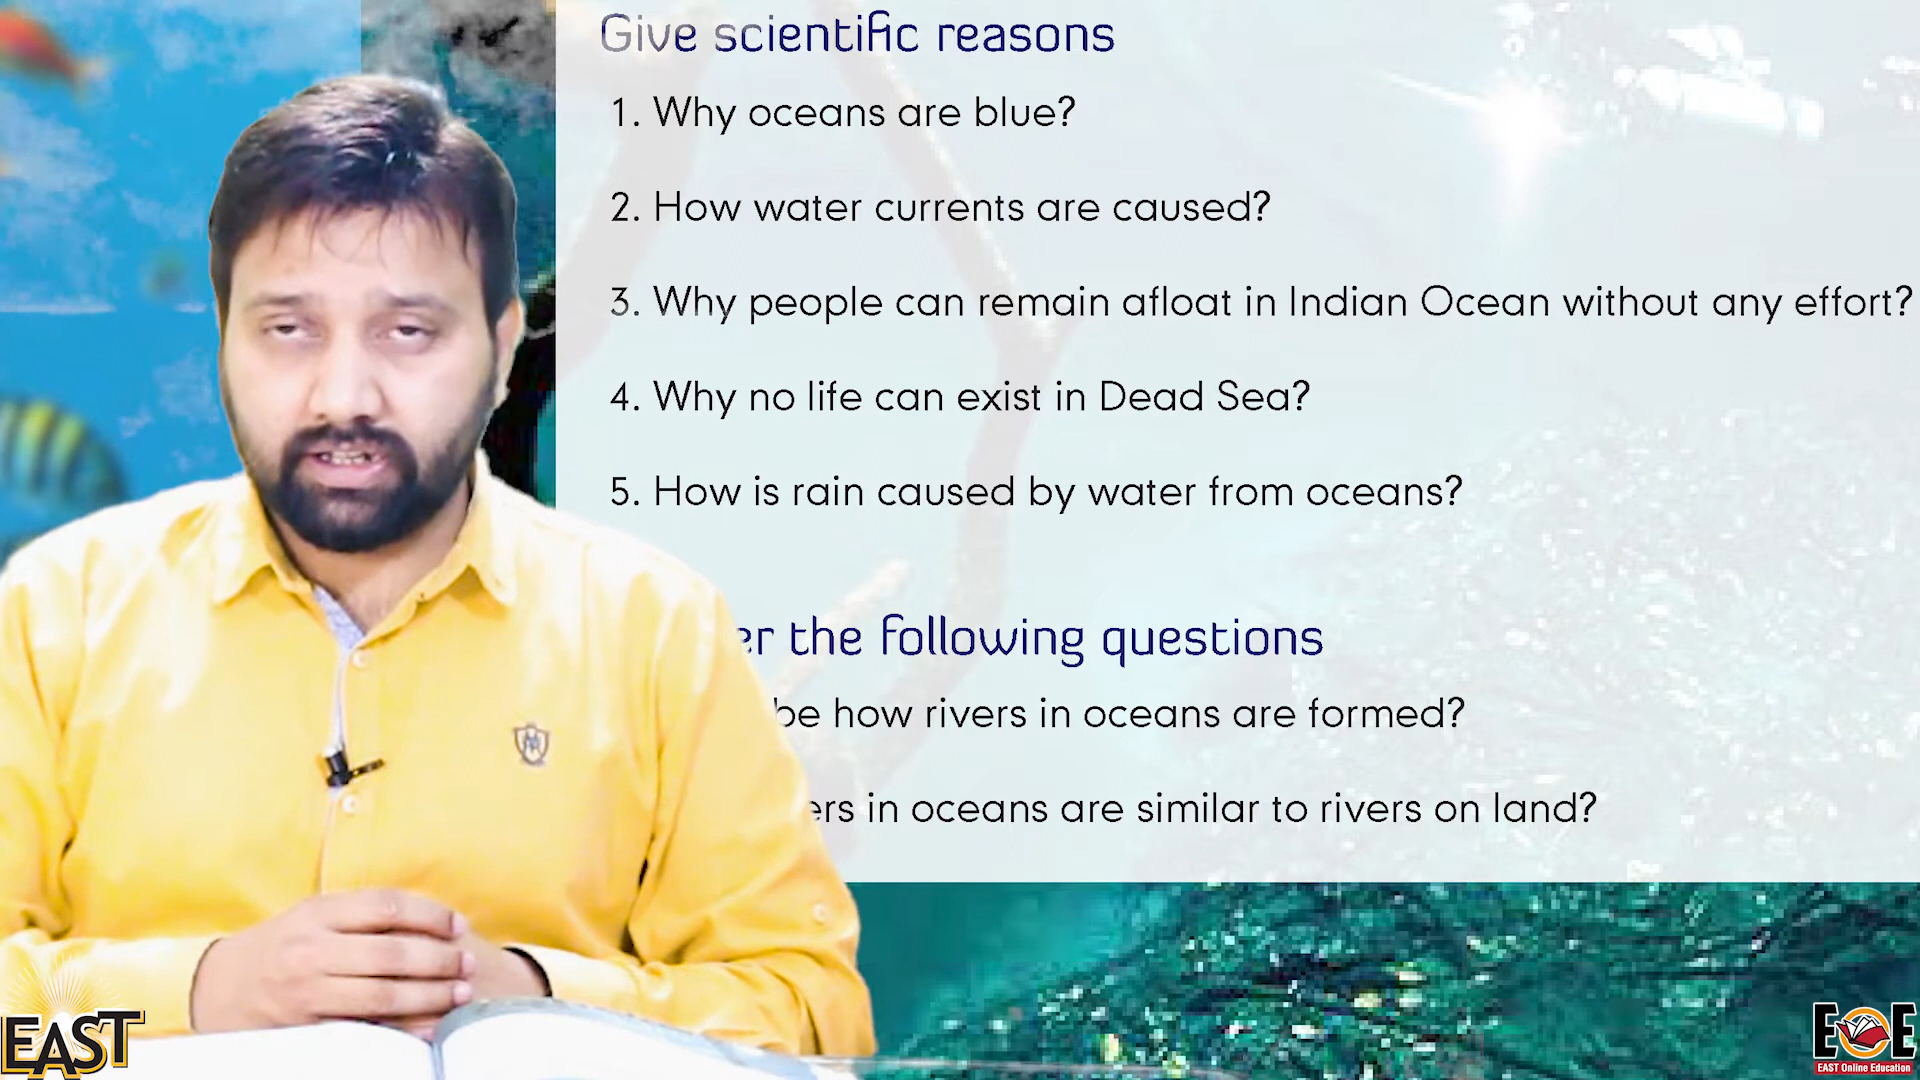 Give scientific reasons
1. Why oceans are blue?
2. How water currents are caused?
3. Why people can remain afloat in Indian Ocean without any effort?
4. Why no life can exist in Dead Sea?
5. How is rain caused by water from oceans?
the following questions
how rivers in oceans are formed?
in oceans are similar to rivers on land?
EAST
EOE
EAST Online Education